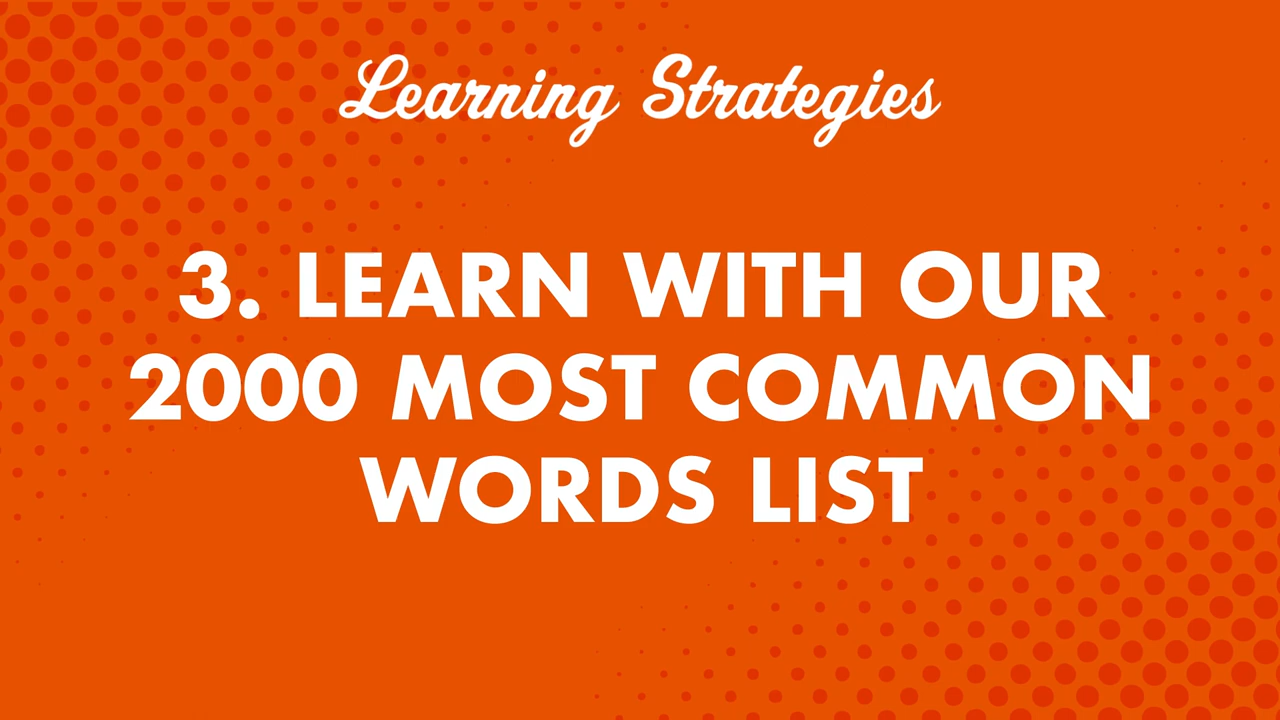 Learning Strategies
3. LEARN WITH OUR
2000 MOST COMMON
WORDS LIST